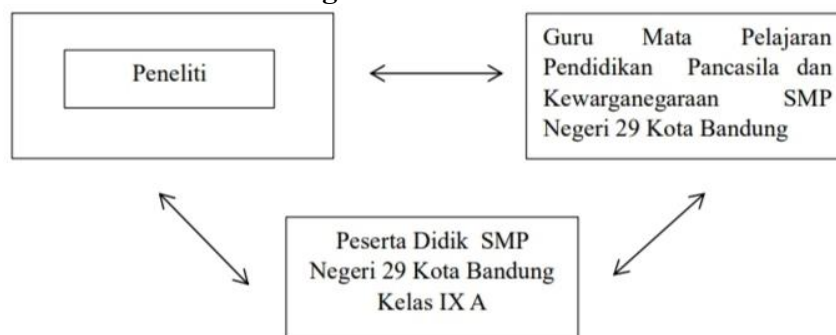 Peneliti
Guru Mata Pelajaran
Pendidikan Pancasila dan
Kewarganegaraan SMP
Negeri 29 Kota Bandung
Peserta Didik SMP
Negeri 29 Kota Bandung
Kelas IX A